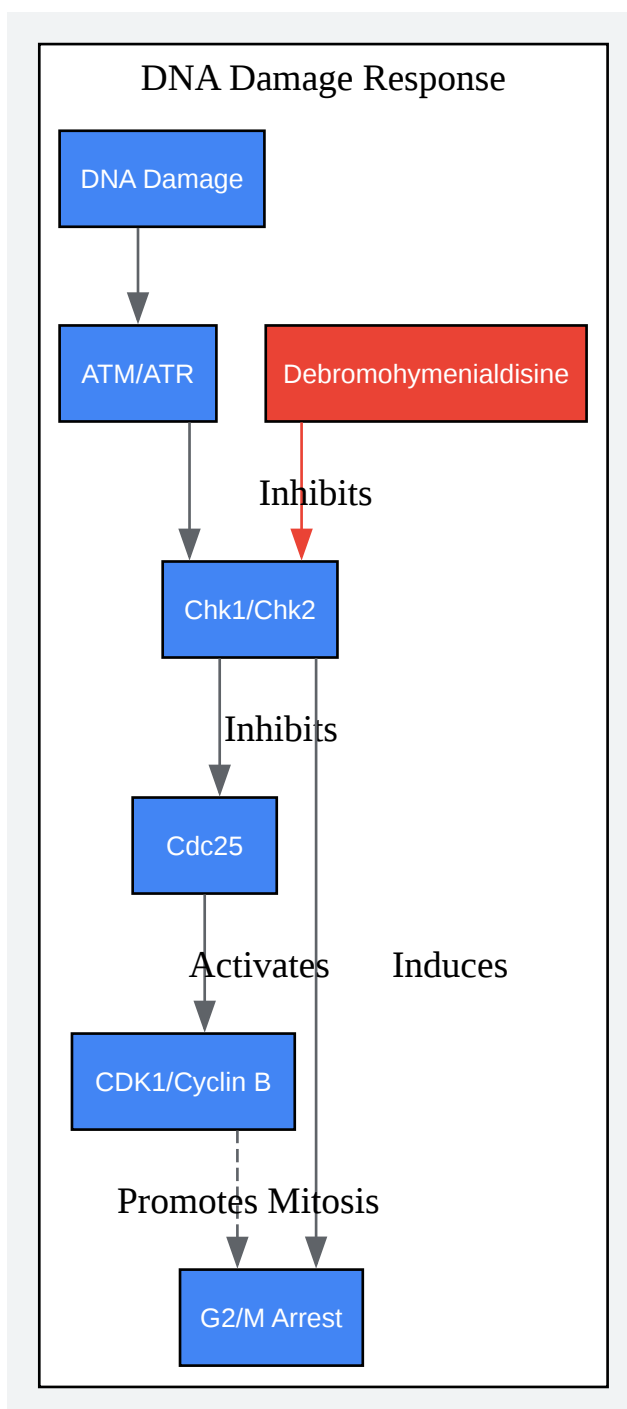 DNA Damage Response
DNA Damage
ATM/ATR
Debromohymenialdisine
Inhibits
Chk1/Chk2
Inhibits
Cdc25
Activates
Induces
CDK1/Cyclin B
Promotes Mitosis
G2/M Arrest